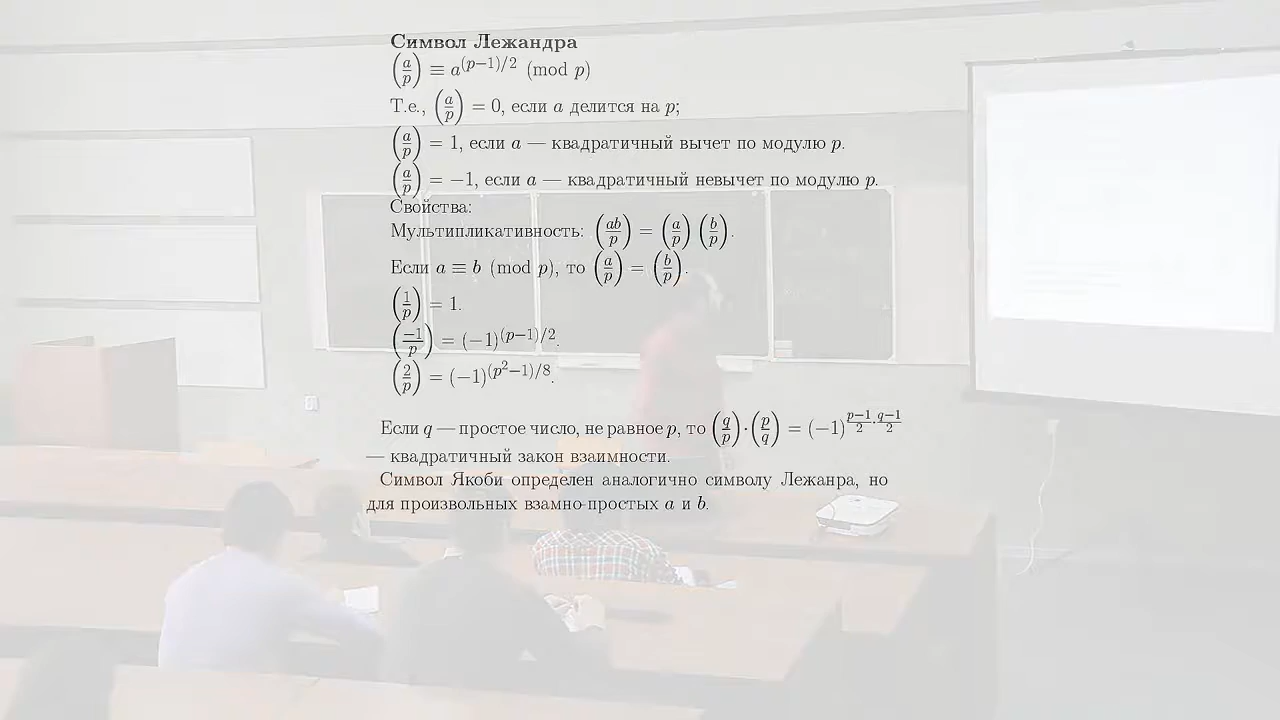 Символ Лежандра
(a/p) ≡ a^{(p−1)/2} (mod p)
Т.е., (a/p) = 0, если a делится на p;
(a/p) = 1, если a — квадратичный вычет по модулю p.
(a/p) = −1, если a — квадратичный невычет по модулю p.
Свойства:
Мультипликативность: (ab/p) = (a/p) (b/p).
Если a ≡ b (mod p), то (a/p) = (b/p).
(1/p) = 1.
(−1/p) = (−1)^{(p−1)/2}.
(2/p) = (−1)^{(p²−1)/8}.
Если q — простое число, не равное p, то (q/p)·(p/q) = (−1)^{(p−1)/2·(q−1)/2}
— квадратичный закон взаимности.
Символ Якоби определен аналогично символу Лежанра, но
для произвольных взамно-простых a и b.